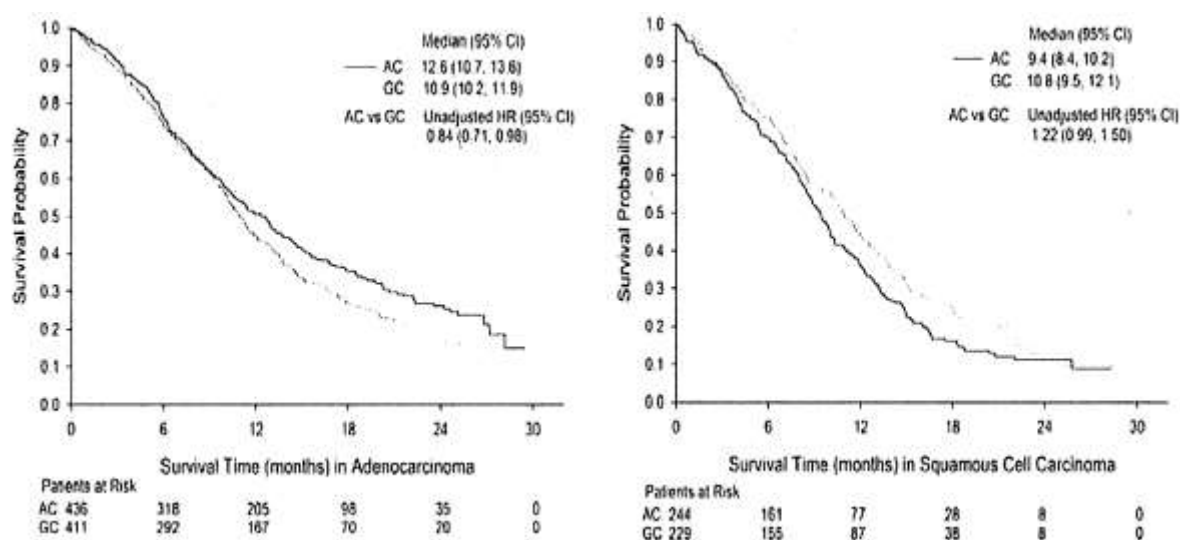 Median (95% CI)
AC 12.6 (10.7, 13.6)
GC 10.9 (10.2, 11.9)
AC vs GC Unadjusted HR (95% CI)
0.84 (0.71, 0.98)
Survival Probability
1.0
0.9
0.8
0.7
0.6
0.5
0.4
0.3
0.2
0.1
0.0
0 6 12 18 24 30
Survival Time (months) in Adenocarcinoma
Patients at Risk
AC 436 318 205 98 35 0
GC 411 292 167 70 20 0
Median (95% CI)
AC 9.4 (8.4, 10.2)
GC 10.8 (9.5, 12.1)
AC vs GC Unadjusted HR (95% CI)
1.22 (0.99, 1.50)
Survival Probability
1.0
0.9
0.8
0.7
0.6
0.5
0.4
0.3
0.2
0.1
0.0
0 6 12 18 24 30
Survival Time (months) in Squamous Cell Carcinoma
Patients at Risk
AC 244 161 77 28 8 0
GC 229 155 87 38 8 0